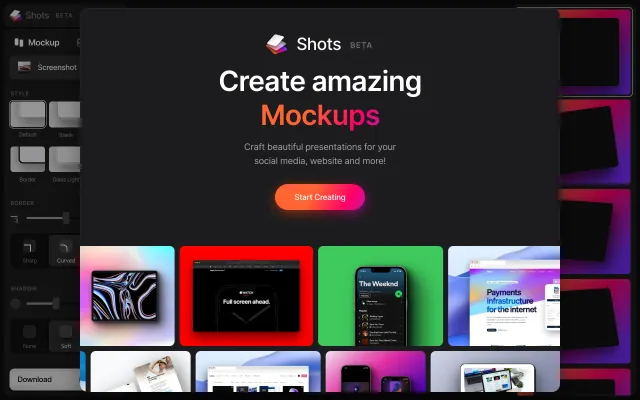 Shots BETA
Mockup
Screenshot
STYLE
Default
Border
Glass Light
BORDER
Sharp
Curved
SHADOW
None
Soft
Download
Shots BETA
Create amazing
Mockups
Craft beautiful presentations for your
social media, website and more!
Start Creating
WATCH
Full screen ahead.
The Weeknd
Payments
infrastructure
for the internet